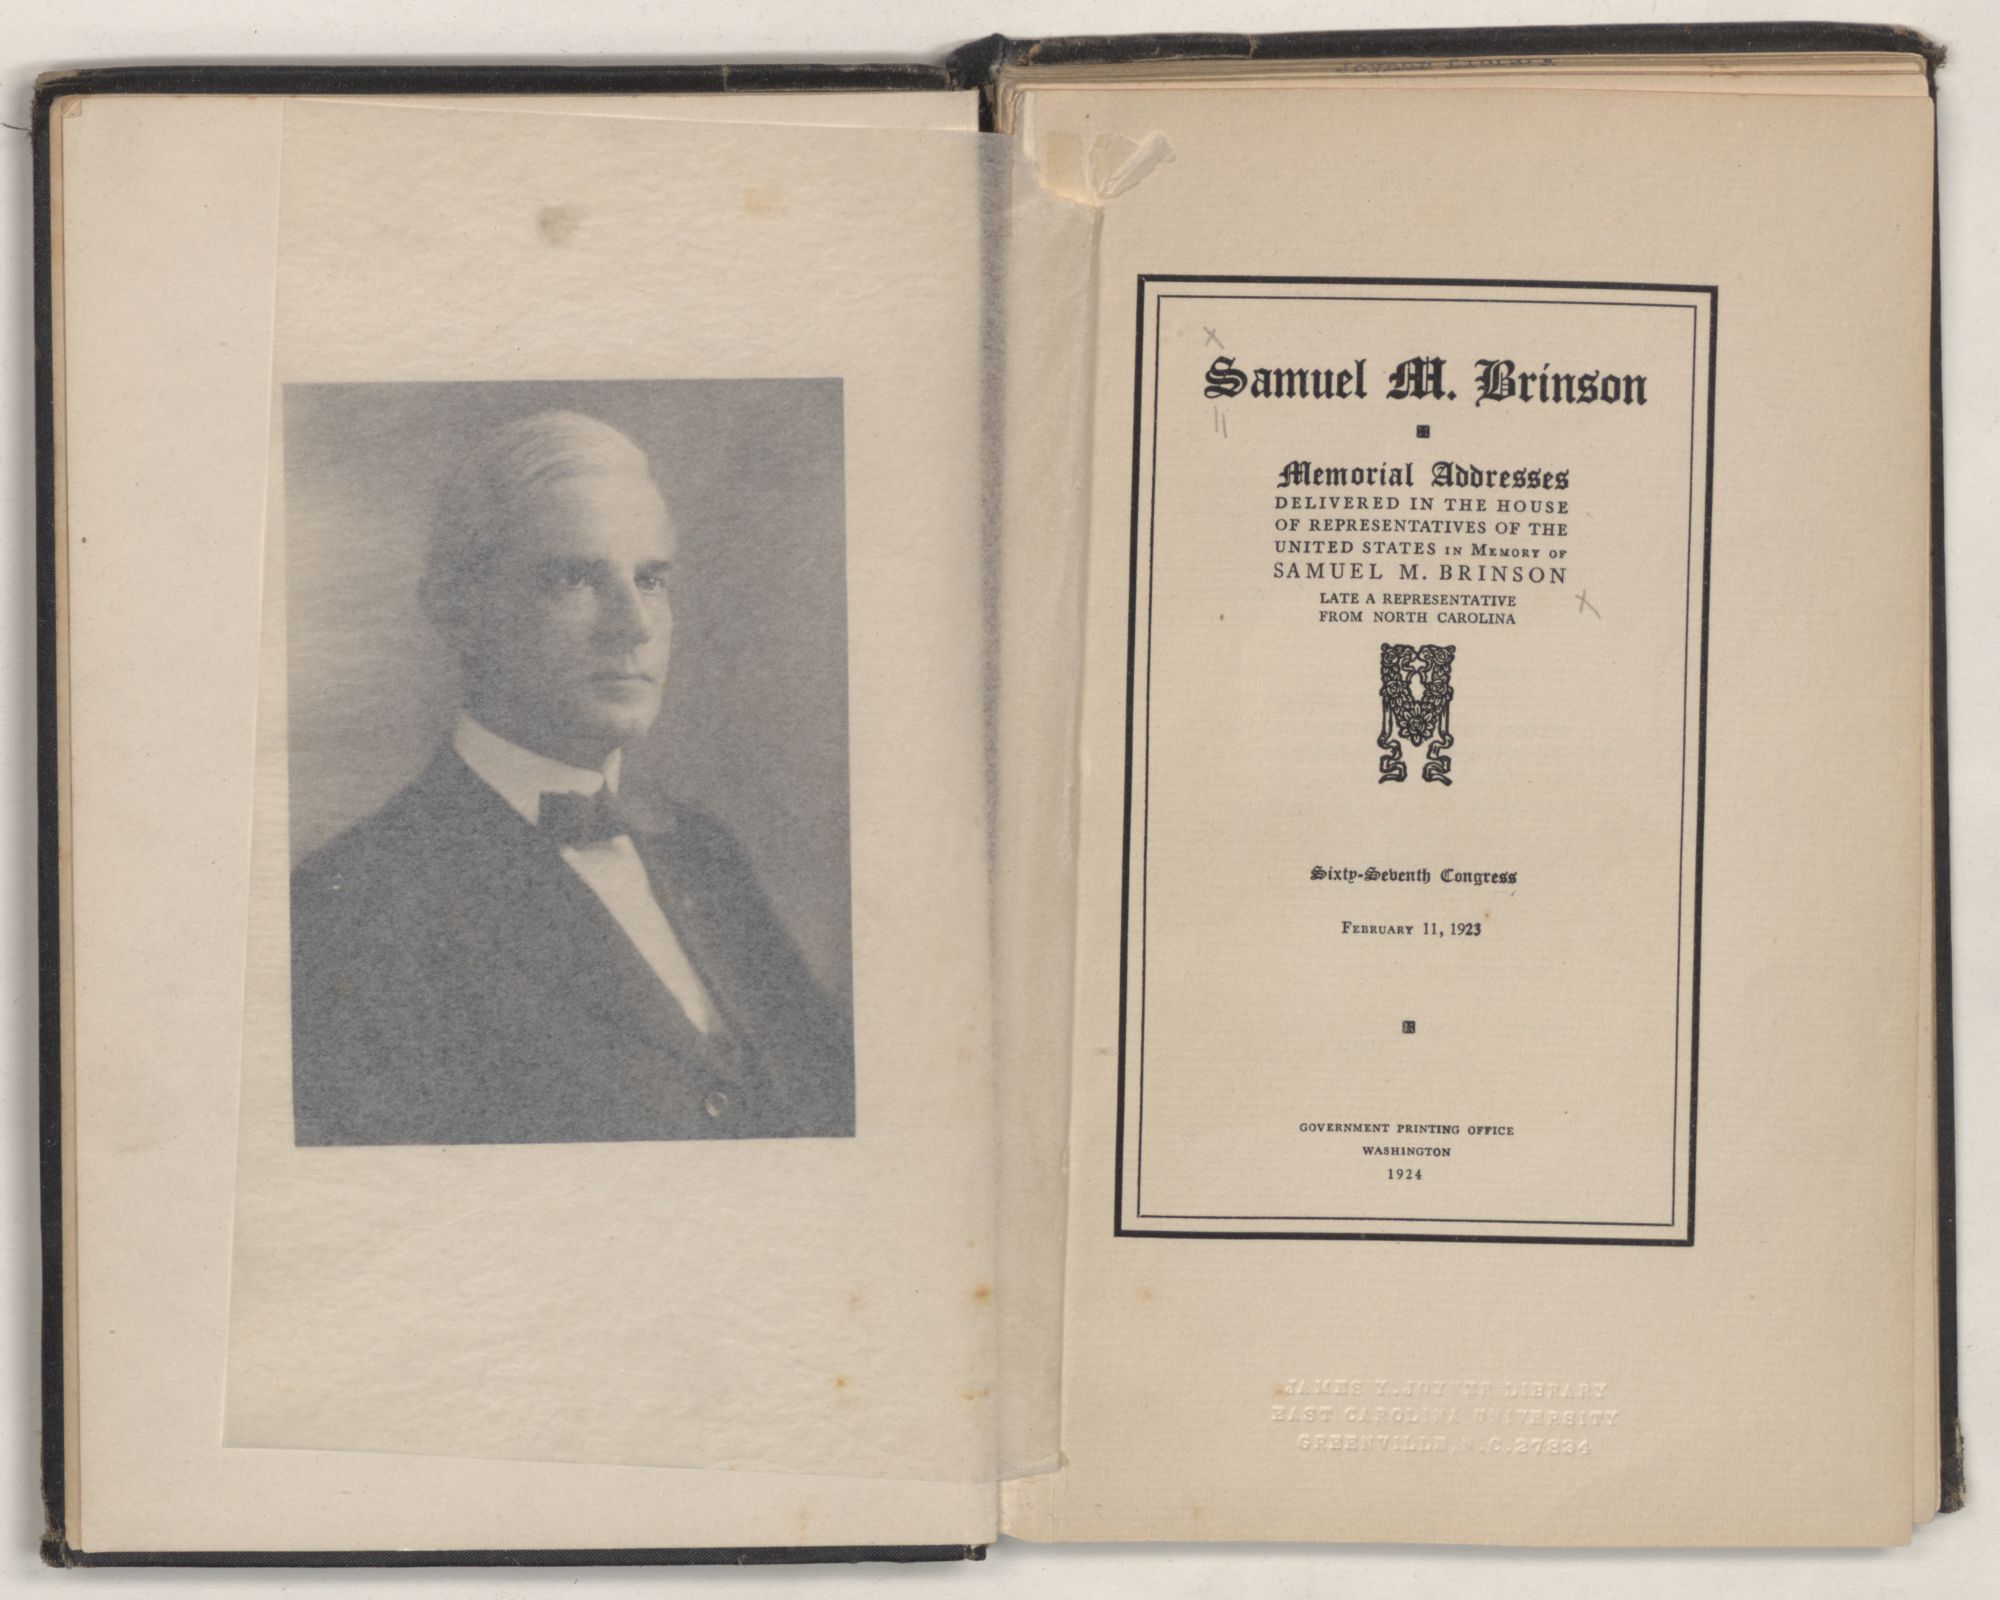 Samuel M. Brinson
Memorial Addresses
DELIVERED IN THE HOUSE
OF REPRESENTATIVES OF THE
UNITED STATES IN MEMORY OF
SAMUEL M. BRINSON
LATE A REPRESENTATIVE
FROM NORTH CAROLINA
Sixty-Seventh Congress
FEBRUARY 11, 1923
GOVERNMENT PRINTING OFFICE
WASHINGTON
1924
JAMES Y. JOYNER LIBRARY
EAST CAROLINA UNIVERSITY
GREENVILLE, N.C. 27834